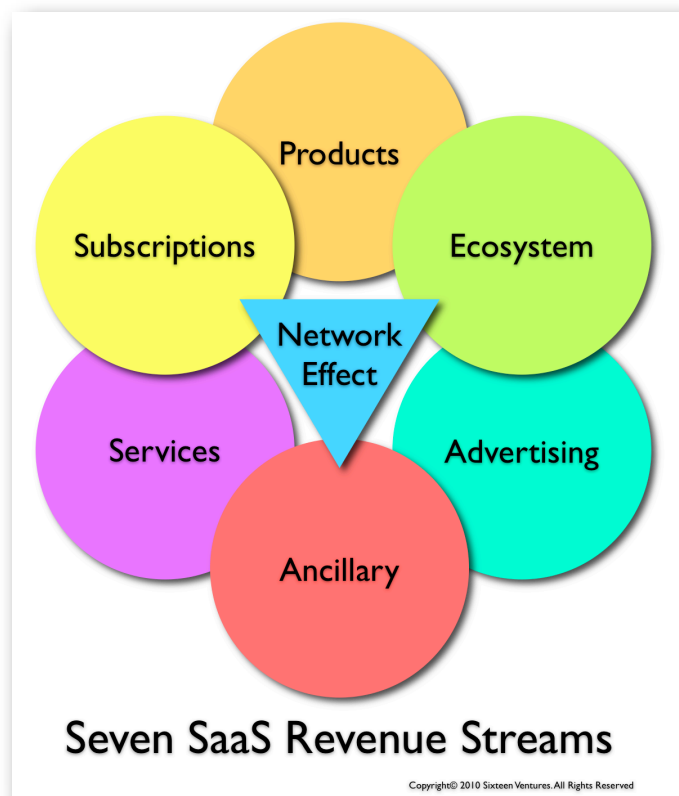 Products
Subscriptions
Ecosystem
Network
Effect
Services
Advertising
Ancillary
Seven SaaS Revenue Streams
Copyright© 2010 Sixteen Ventures. All Rights Reserved